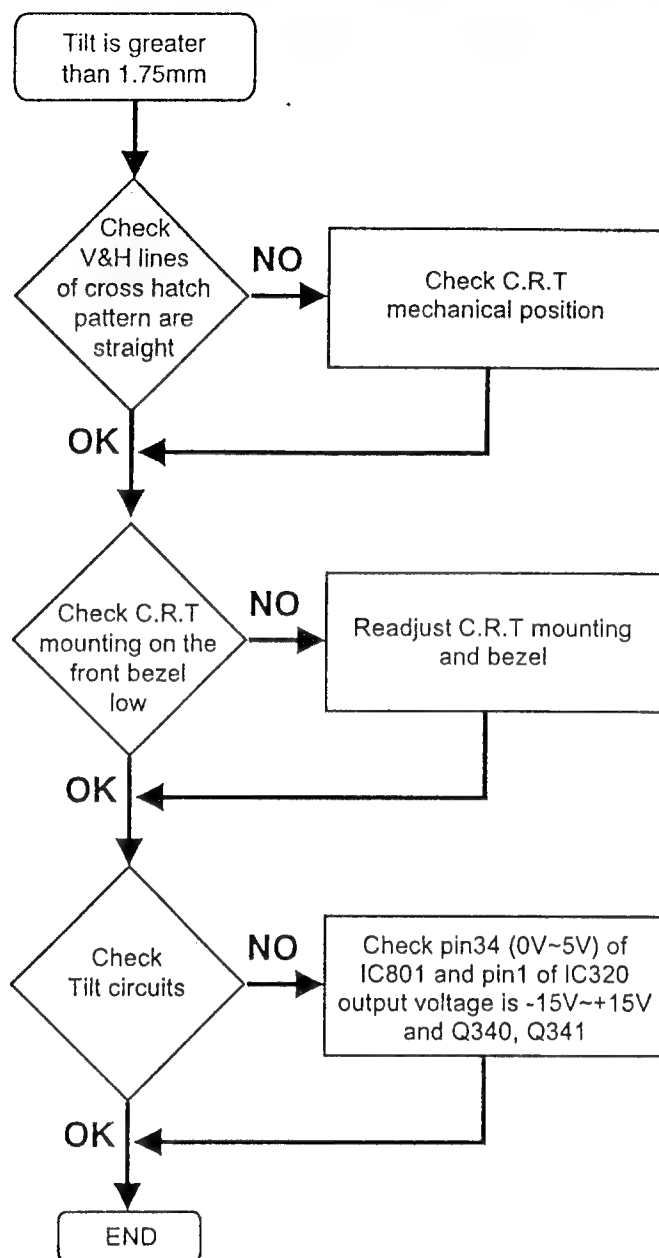 Tilt is greater
than 1.75mm
Check
V&H lines
of cross hatch
pattern are
straight
NO
Check C.R.T
mechanical position
OK
Check C.R.T
mounting on the
front bezel
low
NO
Readjust C.R.T mounting
and bezel
OK
Check
Tilt circuits
NO
Check pin34 (0V~5V) of
IC801 and pin1 of IC320
output voltage is -15V~+15V
and Q340, Q341
OK
END